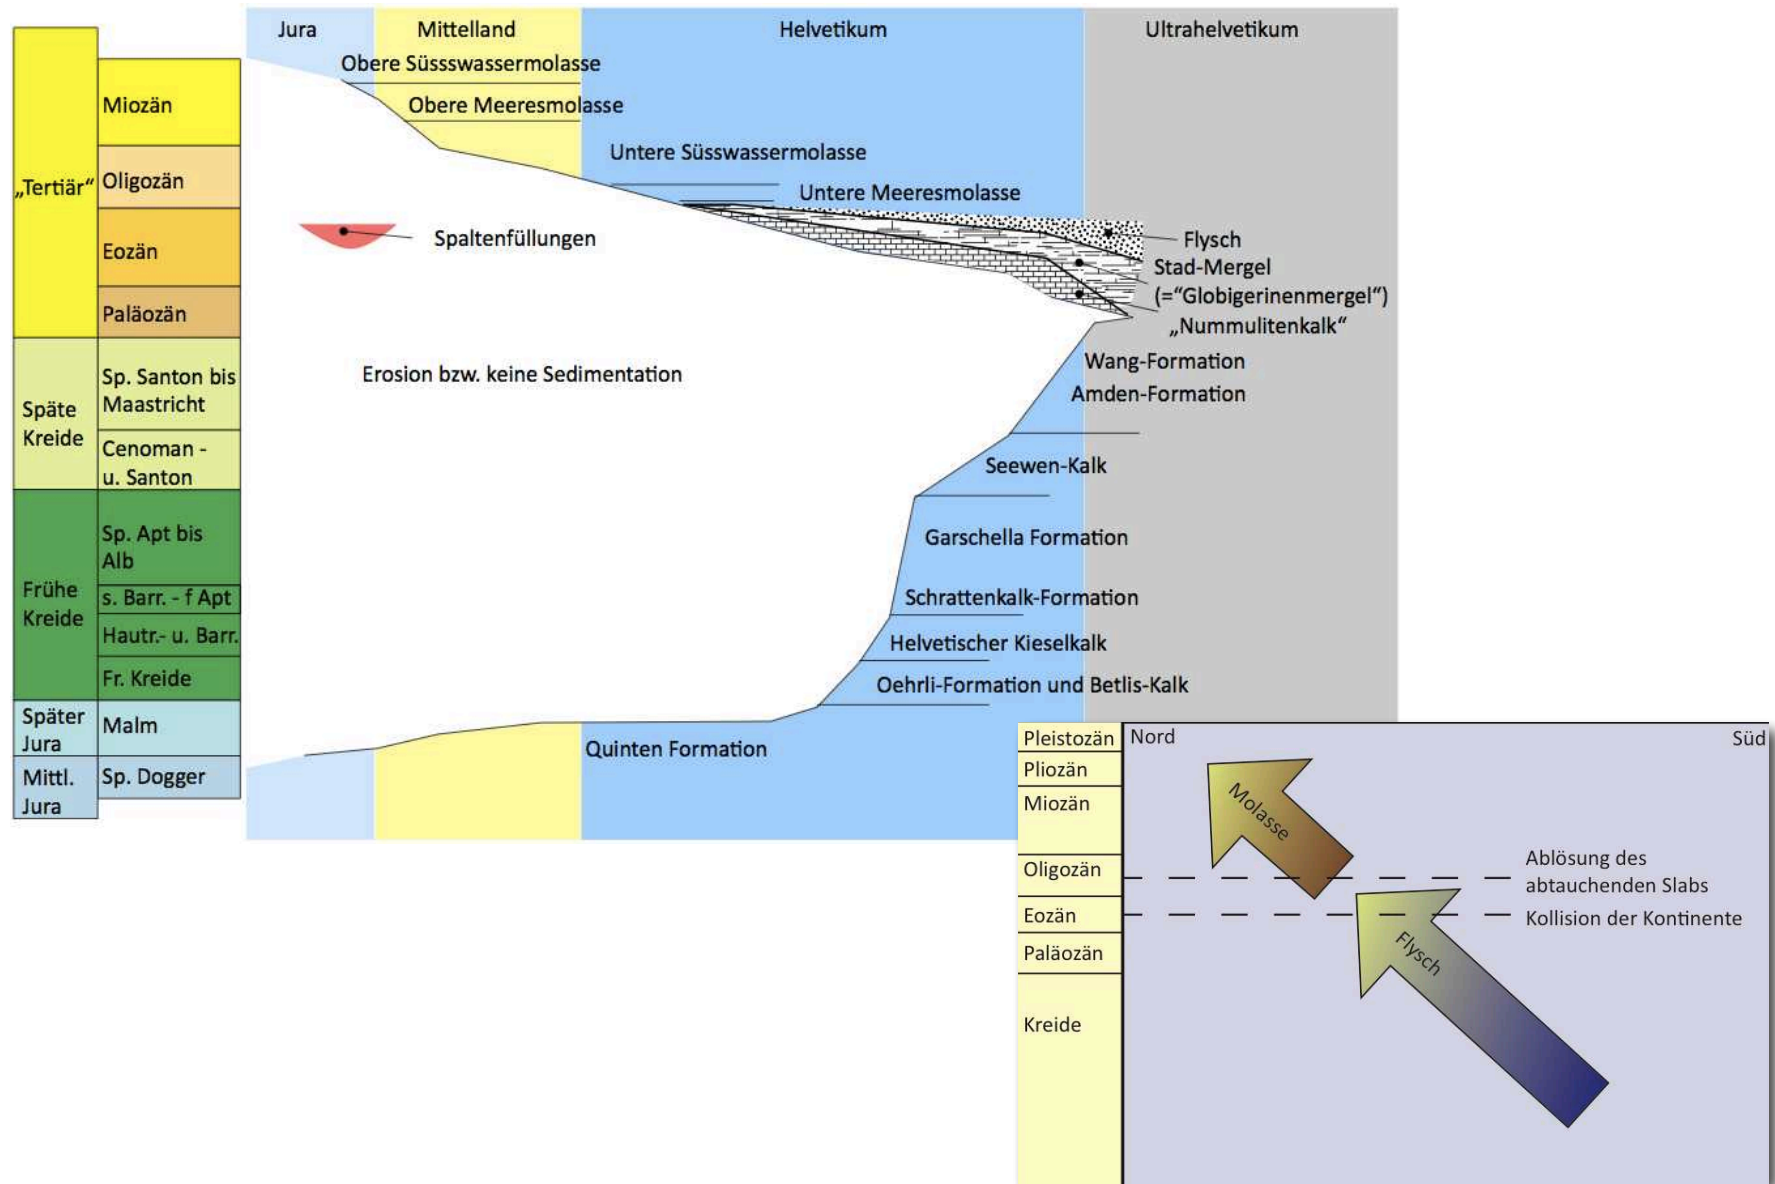 Jura
Mittelland
Helvetikum
Ultrahelvetikum
„Tertiär“
Miozän
Oligozän
Eozän
Paläozän
Späte
Kreide
Sp. Santon bis
Maastricht
Cenoman -
u. Santon
Frühe
Kreide
Sp. Apt bis
Alb
s. Barr. - f Apt
Hautr.- u. Barr.
Fr. Kreide
Später
Jura
Malm
Mittl.
Jura
Sp. Dogger
Obere Süssswassermolasse
Obere Meeresmolasse
Untere Süsswassermolasse
Untere Meeresmolasse
Spaltenfüllungen
Flysch
Stad-Mergel
(=“Globigerinenmergel“)
„Nummulitenkalk“
Erosion bzw. keine Sedimentation
Wang-Formation
Amden-Formation
Seewen-Kalk
Garschella Formation
Schrattenkalk-Formation
Helvetischer Kieselkalk
Oehrli-Formation und Betlis-Kalk
Quinten Formation
Pleistozän
Pliozän
Miozän
Oligozän
Eozän
Paläozän
Kreide
Nord
Süd
Molasse
Flysch
Ablösung des
abtauchenden Slabs
Kollision der Kontinente